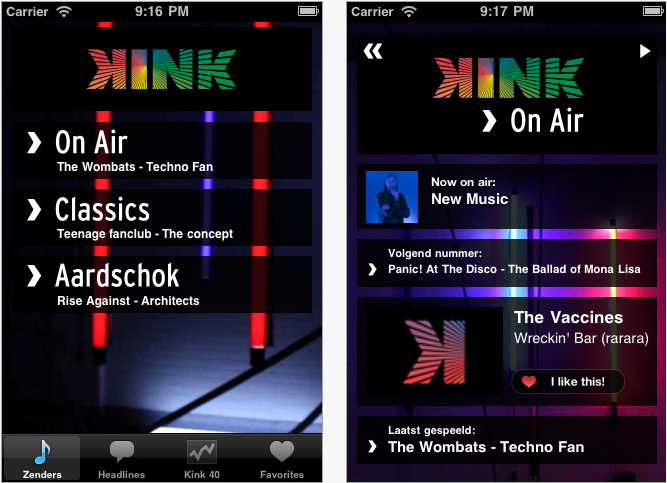 Carrier 9:16 PM
KINK
On Air
The Wombats - Techno Fan
Classics
Teenage fanclub - The concept
Aardschok
Rise Against - Architects
Zenders Headlines Kink 40 Favorites
Carrier 9:17 PM
KINK
On Air
Now on air:
New Music
Volgend nummer:
Panic! At The Disco - The Ballad of Mona Lisa
K
The Vaccines
Wreckin' Bar (rarara)
I like this!
Laatst gespeeld:
The Wombats - Techno Fan